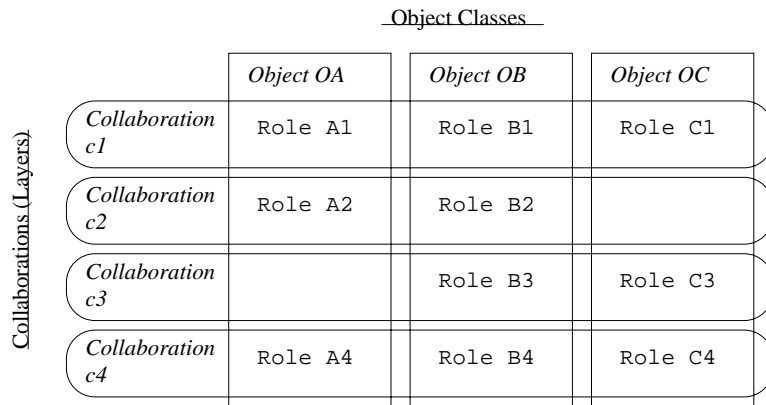 Object Classes
Object OA Object OB Object OC
Collaborations (Layers)
Collaboration
c1
Role A1 Role B1 Role C1
Collaboration
c2
Role A2 Role B2
Collaboration
c3
Role B3 Role C3
Collaboration
c4
Role A4 Role B4 Role C4